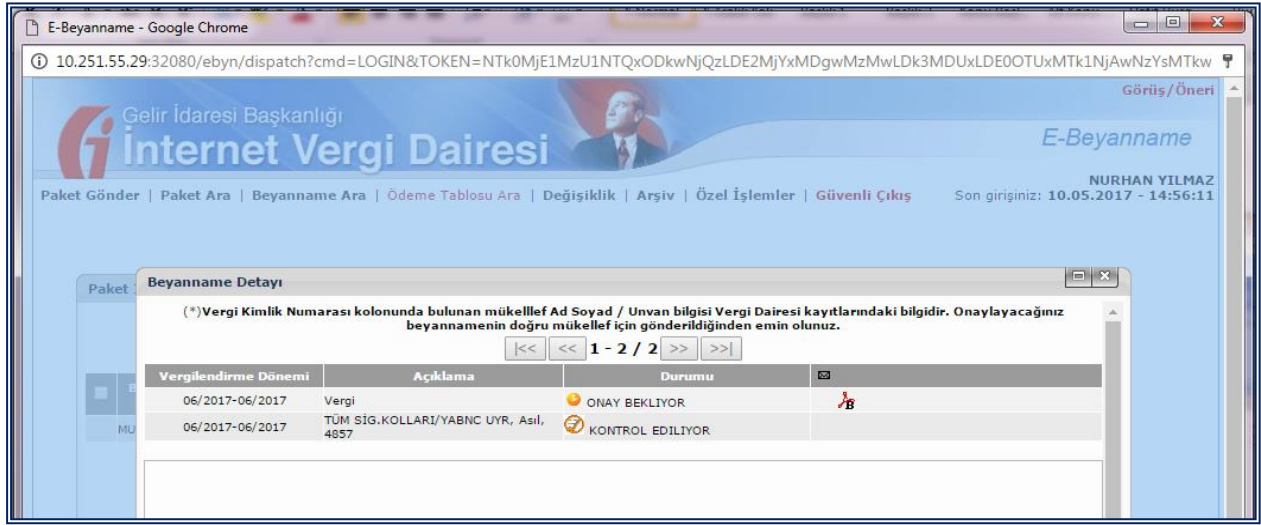 E-Beyanname - Google Chrome
10.251.55.29:32080/ebyn/dispatch?cmd=LOGIN&TOKEN=NTk0MjE1MzU1NTQxODkwNjQzLDE2MjYxMDgwMzMwLDk3MDUxLDE0OTUxMTk1NjAwNzYsMTkw
Görüş/Öneri
Gelir İdaresi Başkanlığı
İnternet Vergi Dairesi
E-Beyanname
NURHAN YILMAZ
Paket Gönder | Paket Ara | Beyanname Ara | Ödeme Tablosu Ara | Değişiklik | Arşiv | Özel İşlemler | Güvenli Çıkış Son girişiniz: 10.05.2017 - 14:56:11
Paket
Beyanname Detayı
(*)Vergi Kimlik Numarası kolonunda bulunan mükelllef Ad Soyad / Unvan bilgisi Vergi Dairesi kayıtlarındaki bilgidir. Onaylayacağınız
beyannamenin doğru mükellef için gönderildiğinden emin olunuz.
|<< << 1 - 2 / 2 >> >>|
Vergilendirme Dönemi Açıklama Durumu
06/2017-06/2017 Vergi ONAY BEKLIYOR
06/2017-06/2017 TÜM SİG.KOLLARI/YABNC UYR, Asıl, 4857 KONTROL EDILIYOR
MU